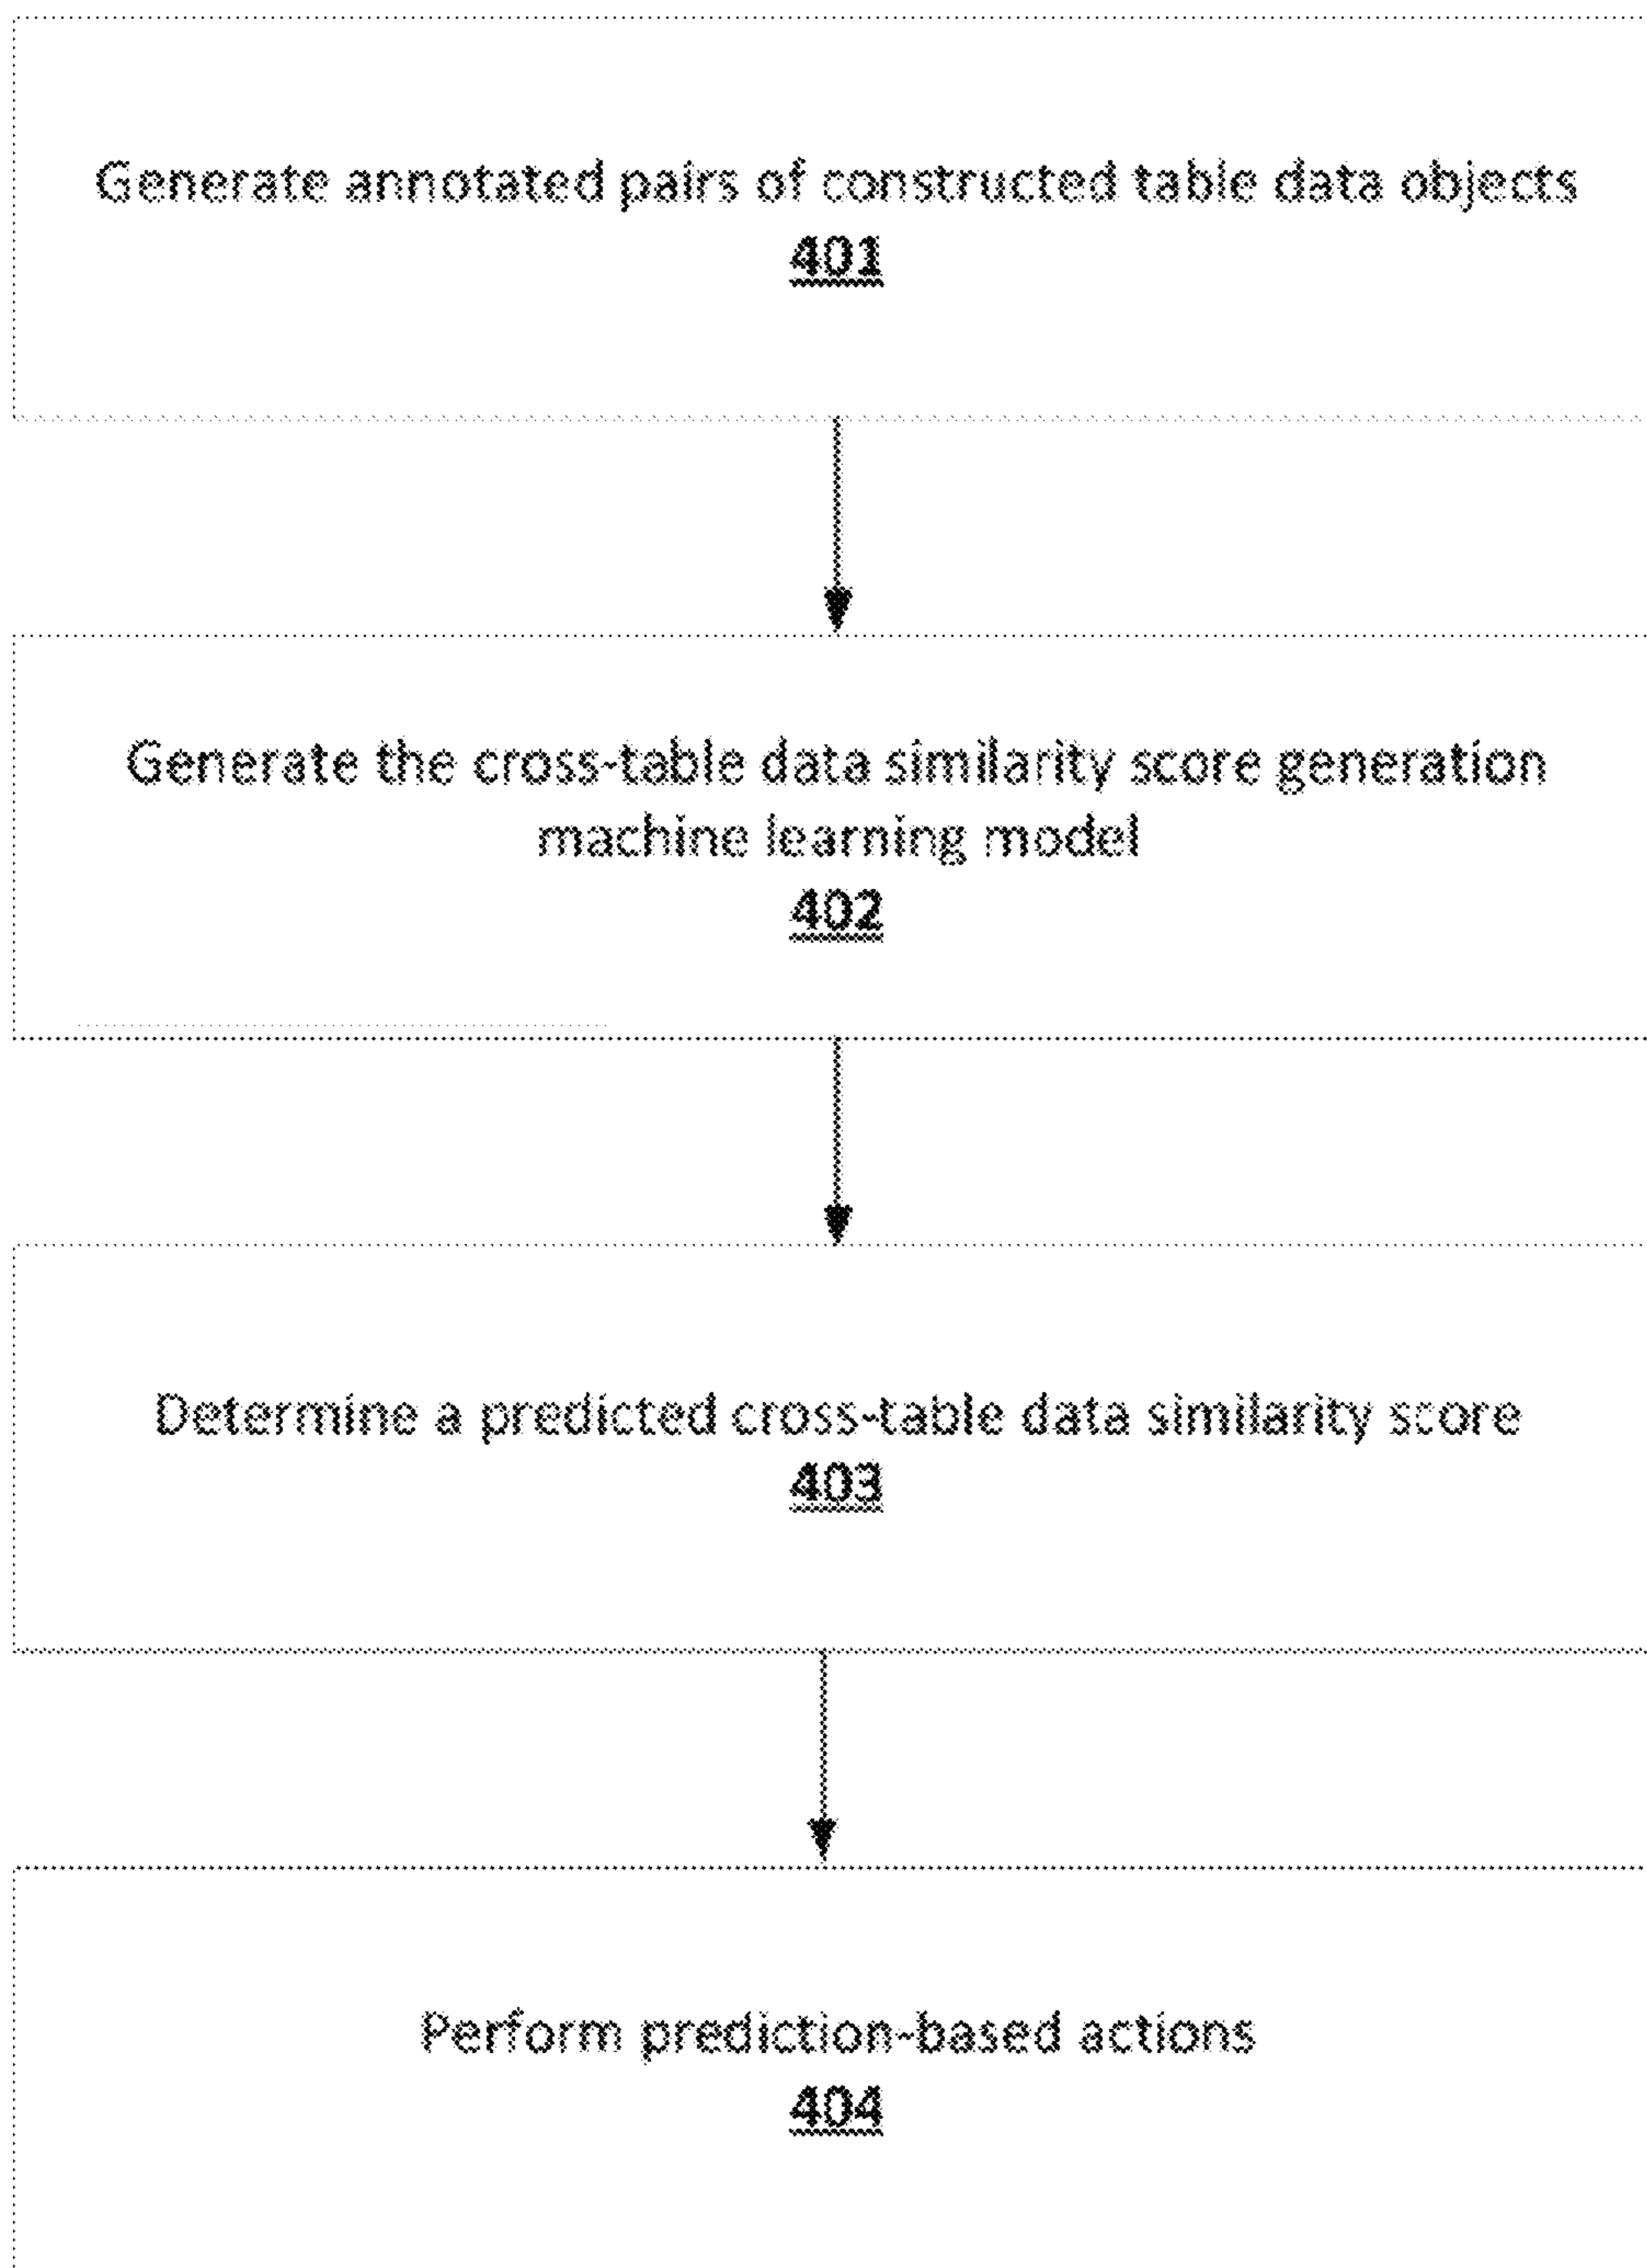 Generate annotated pairs of constructed table data objects
401
Generate the cross-table data similarity score generation
machine learning model
402
Determine a predicted cross-table data similarity score
403
Perform prediction-based actions
404